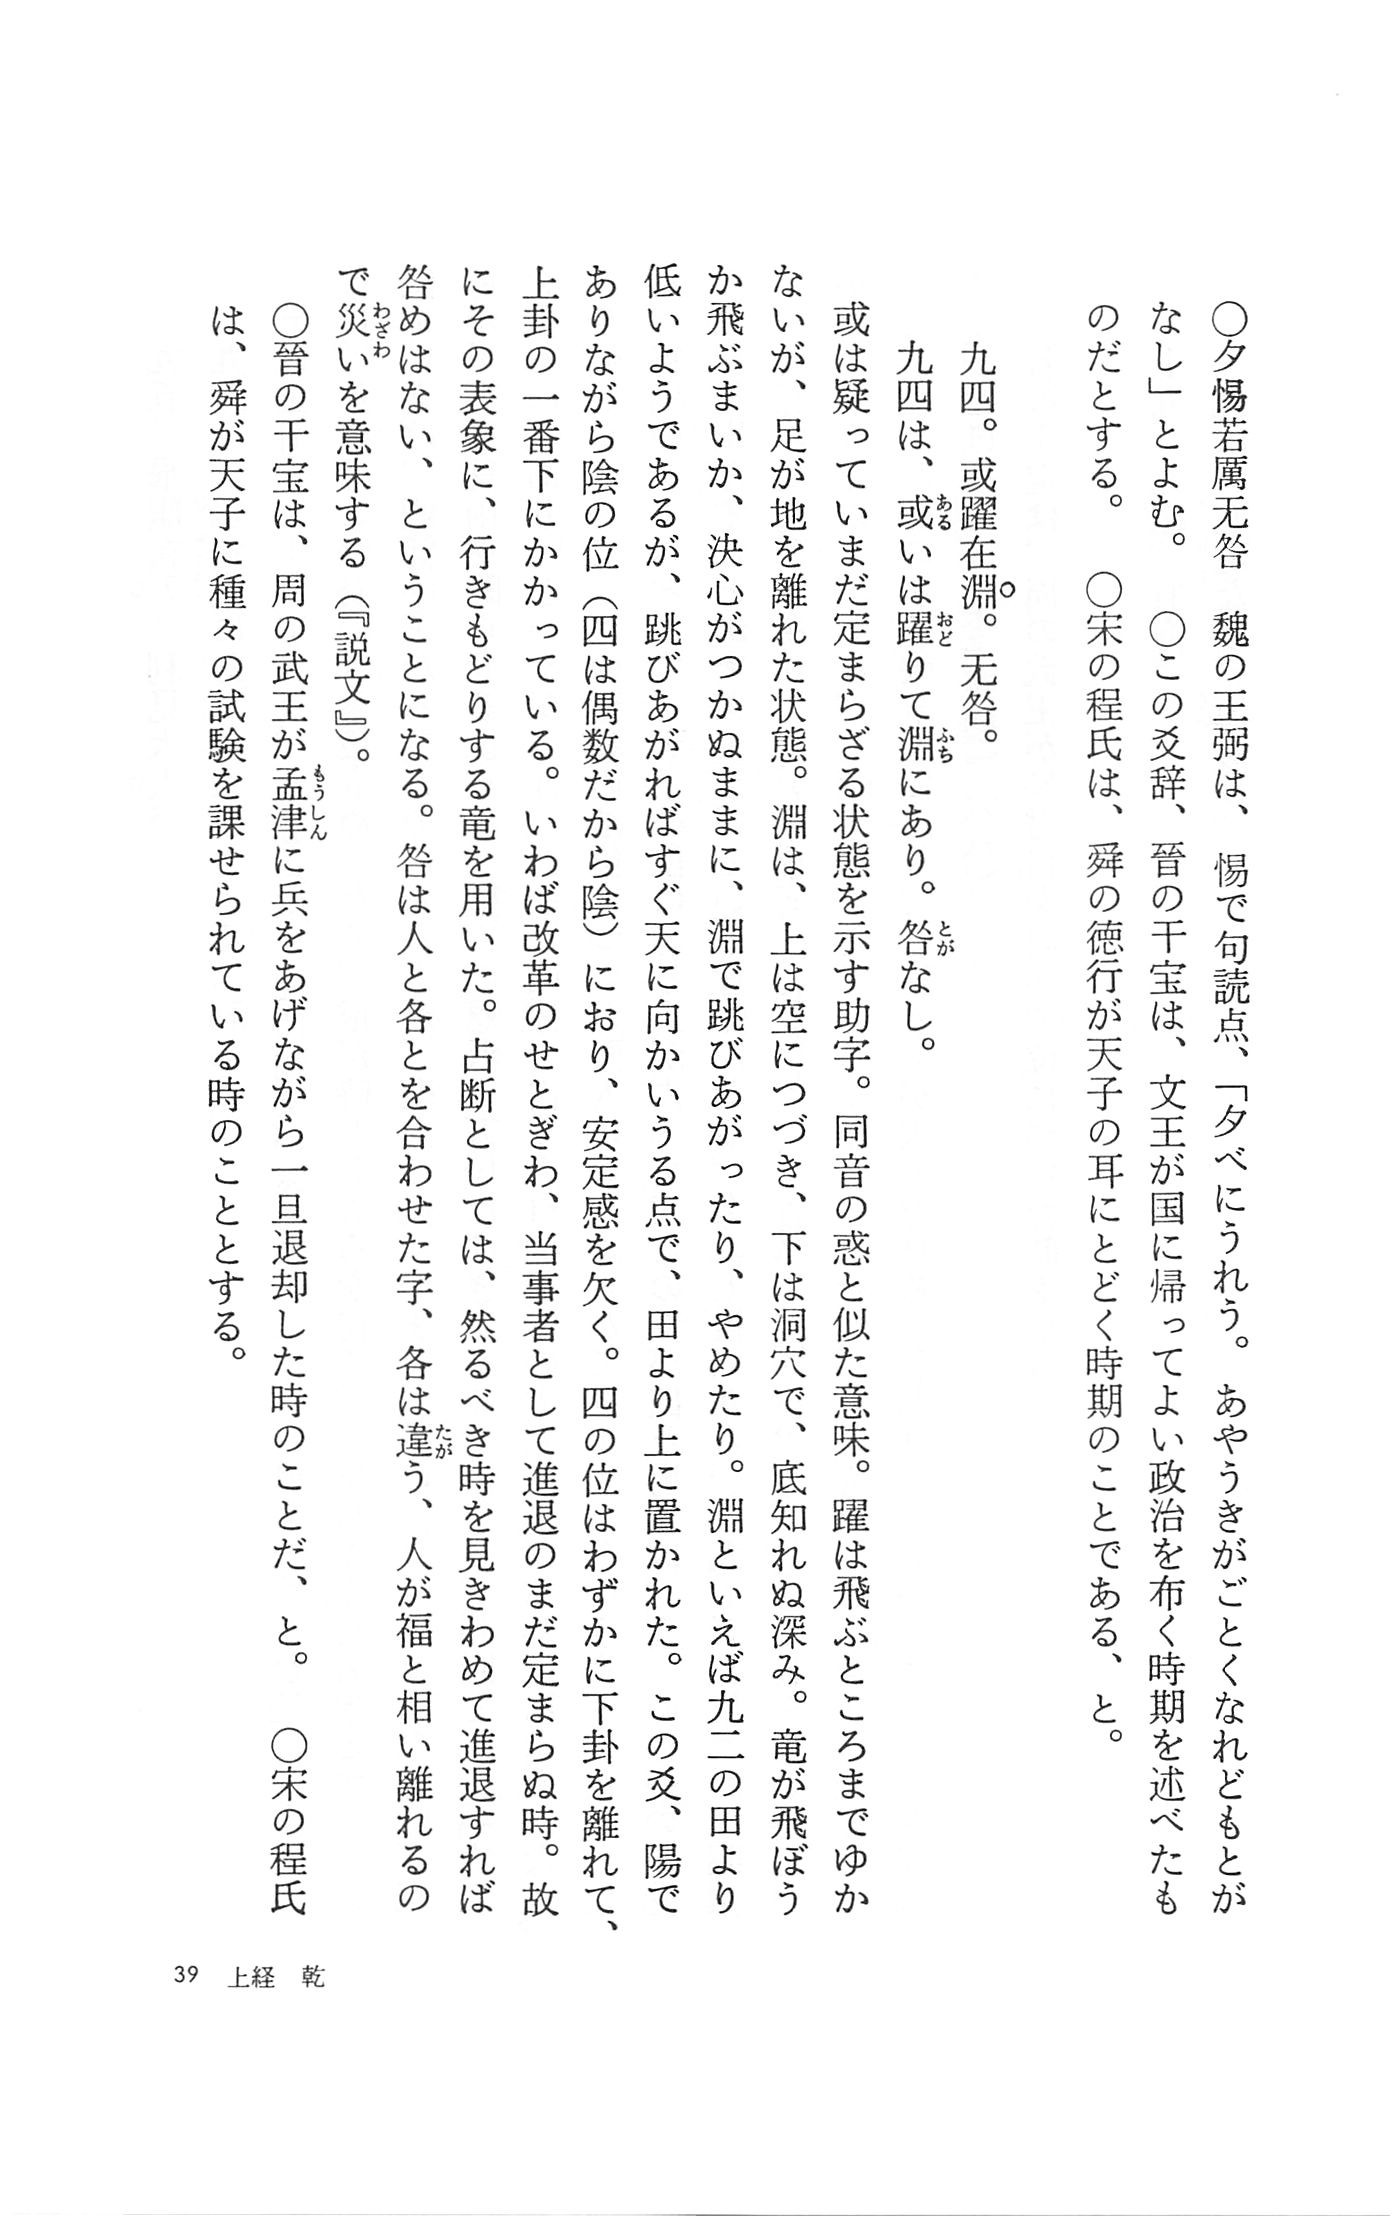 〇夕惕若厲无咎　魏の王弼は、惕で句読点、「夕べにうれう。あやうきがごとくなれどもとが
なし」とよむ。　〇この爻辞、晉の干宝は、文王が国に帰ってよい政治を布く時期を述べたも
のだとする。　〇宋の程氏は、舜の徳行が天子の耳にとどく時期のことである、と。
九四。或躍在淵。无咎。
九四は、或いは躍りて淵にあり。咎なし。
或は疑っていまだ定まらざる状態を示す助字。同音の惑と似た意味。躍は飛ぶところまでゆか
ないが、足が地を離れた状態。淵は、上は空につづき、下は洞穴で、底知れぬ深み。竜が飛ぼう
か飛ぶまいか、決心がつかぬままに、淵で跳びあがったり、やめたり。淵といえば九二の田より
低いようであるが、跳びあがればすぐ天に向かいうる点で、田より上に置かれた。この爻、陽で
ありながら陰の位（四は偶数だから陰）におり、安定感を欠く。四の位はわずかに下卦を離れて、
上卦の一番下にかかっている。いわば改革のせとぎわ、当事者として進退のまだ定まらぬ時。故
にその表象に、行きもどりする竜を用いた。占断としては、然るべき時を見きわめて進退すれば
咎めはない、ということになる。咎は人と各とを合わせた字、各は違う、人が福と相い離れるの
で災いを意味する（『説文』）。
〇晉の干宝は、周の武王が孟津に兵をあげながら一旦退却した時のことだ、と。　〇宋の程氏
は、舜が天子に種々の試験を課せられている時のこととする。
39　上経　乾